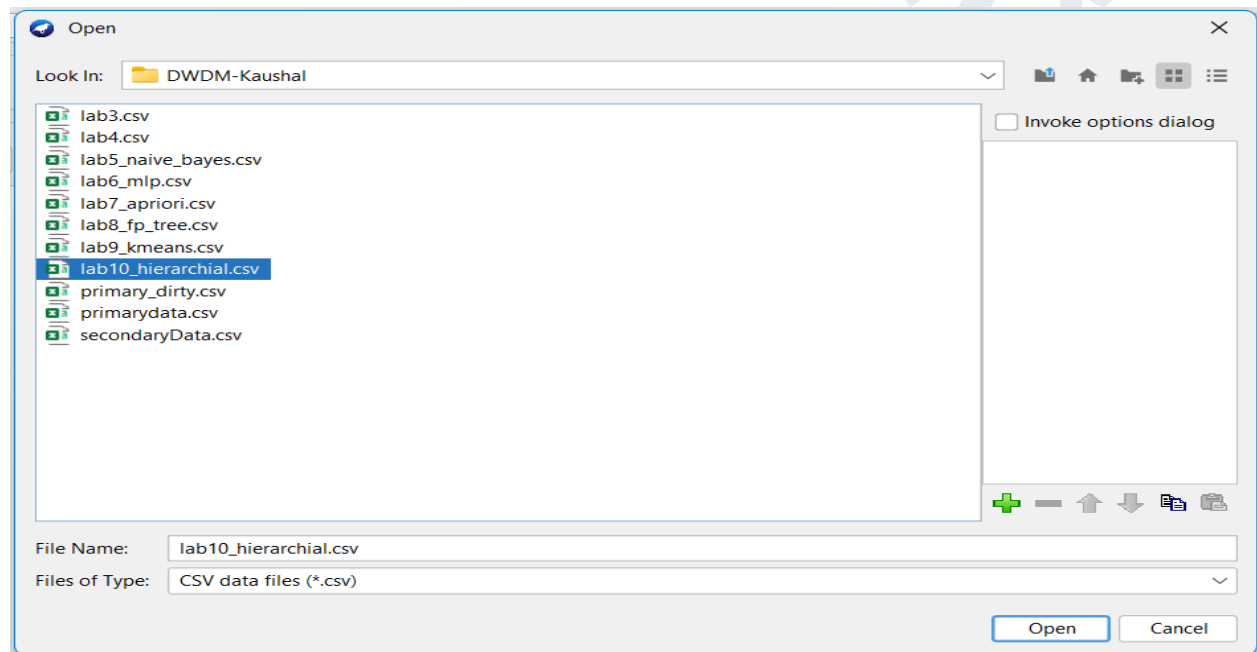 Open
Look In: DWDM-Kaushal
lab3.csv
lab4.csv
lab5_naive_bayes.csv
lab6_mlp.csv
lab7_apriori.csv
lab8_fp_tree.csv
lab9_kmeans.csv
lab10_hierarchial.csv
primary_dirty.csv
primarydata.csv
secondaryData.csv
Invoke options dialog
File Name: lab10_hierarchial.csv
Files of Type: CSV data files (*.csv)
Open Cancel